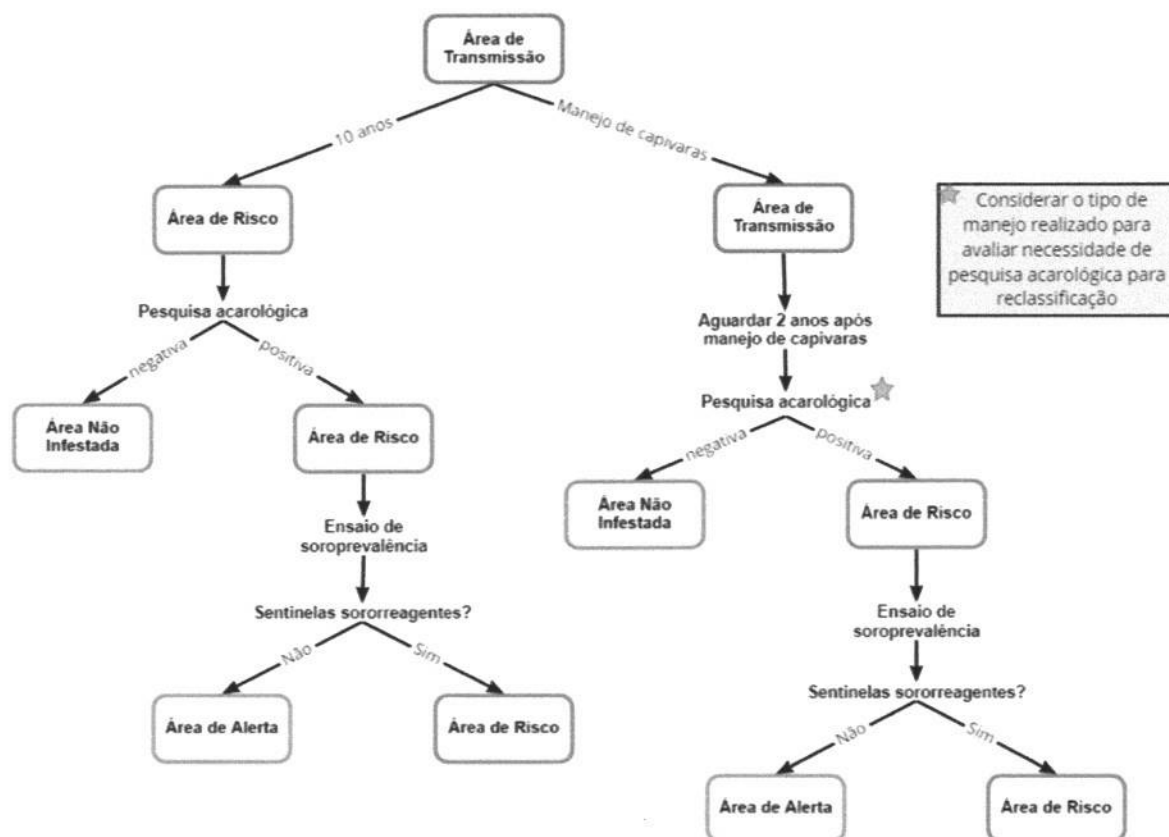 Área de
Transmissão
10 anos
Manejo de capivaras
Área de Risco
Área de
Transmissão
Considerar o tipo de
manejo realizado para
avaliar necessidade de
pesquisa acarológica para
reclassificação
Pesquisa acarológica
negativa
positiva
Aguardar 2 anos após
manejo de capivaras
Área Não
Infestada
Área de Risco
Pesquisa acarológica
negativa
positiva
Área Não
Infestada
Área de Risco
Ensaio de
soroprevalência
Sentinelas sororreagentes?
Não
Sim
Área de Alerta
Área de Risco
Ensaio de
soroprevalência
Sentinelas sororreagentes?
Não
Sim
Área de Alerta
Área de Risco